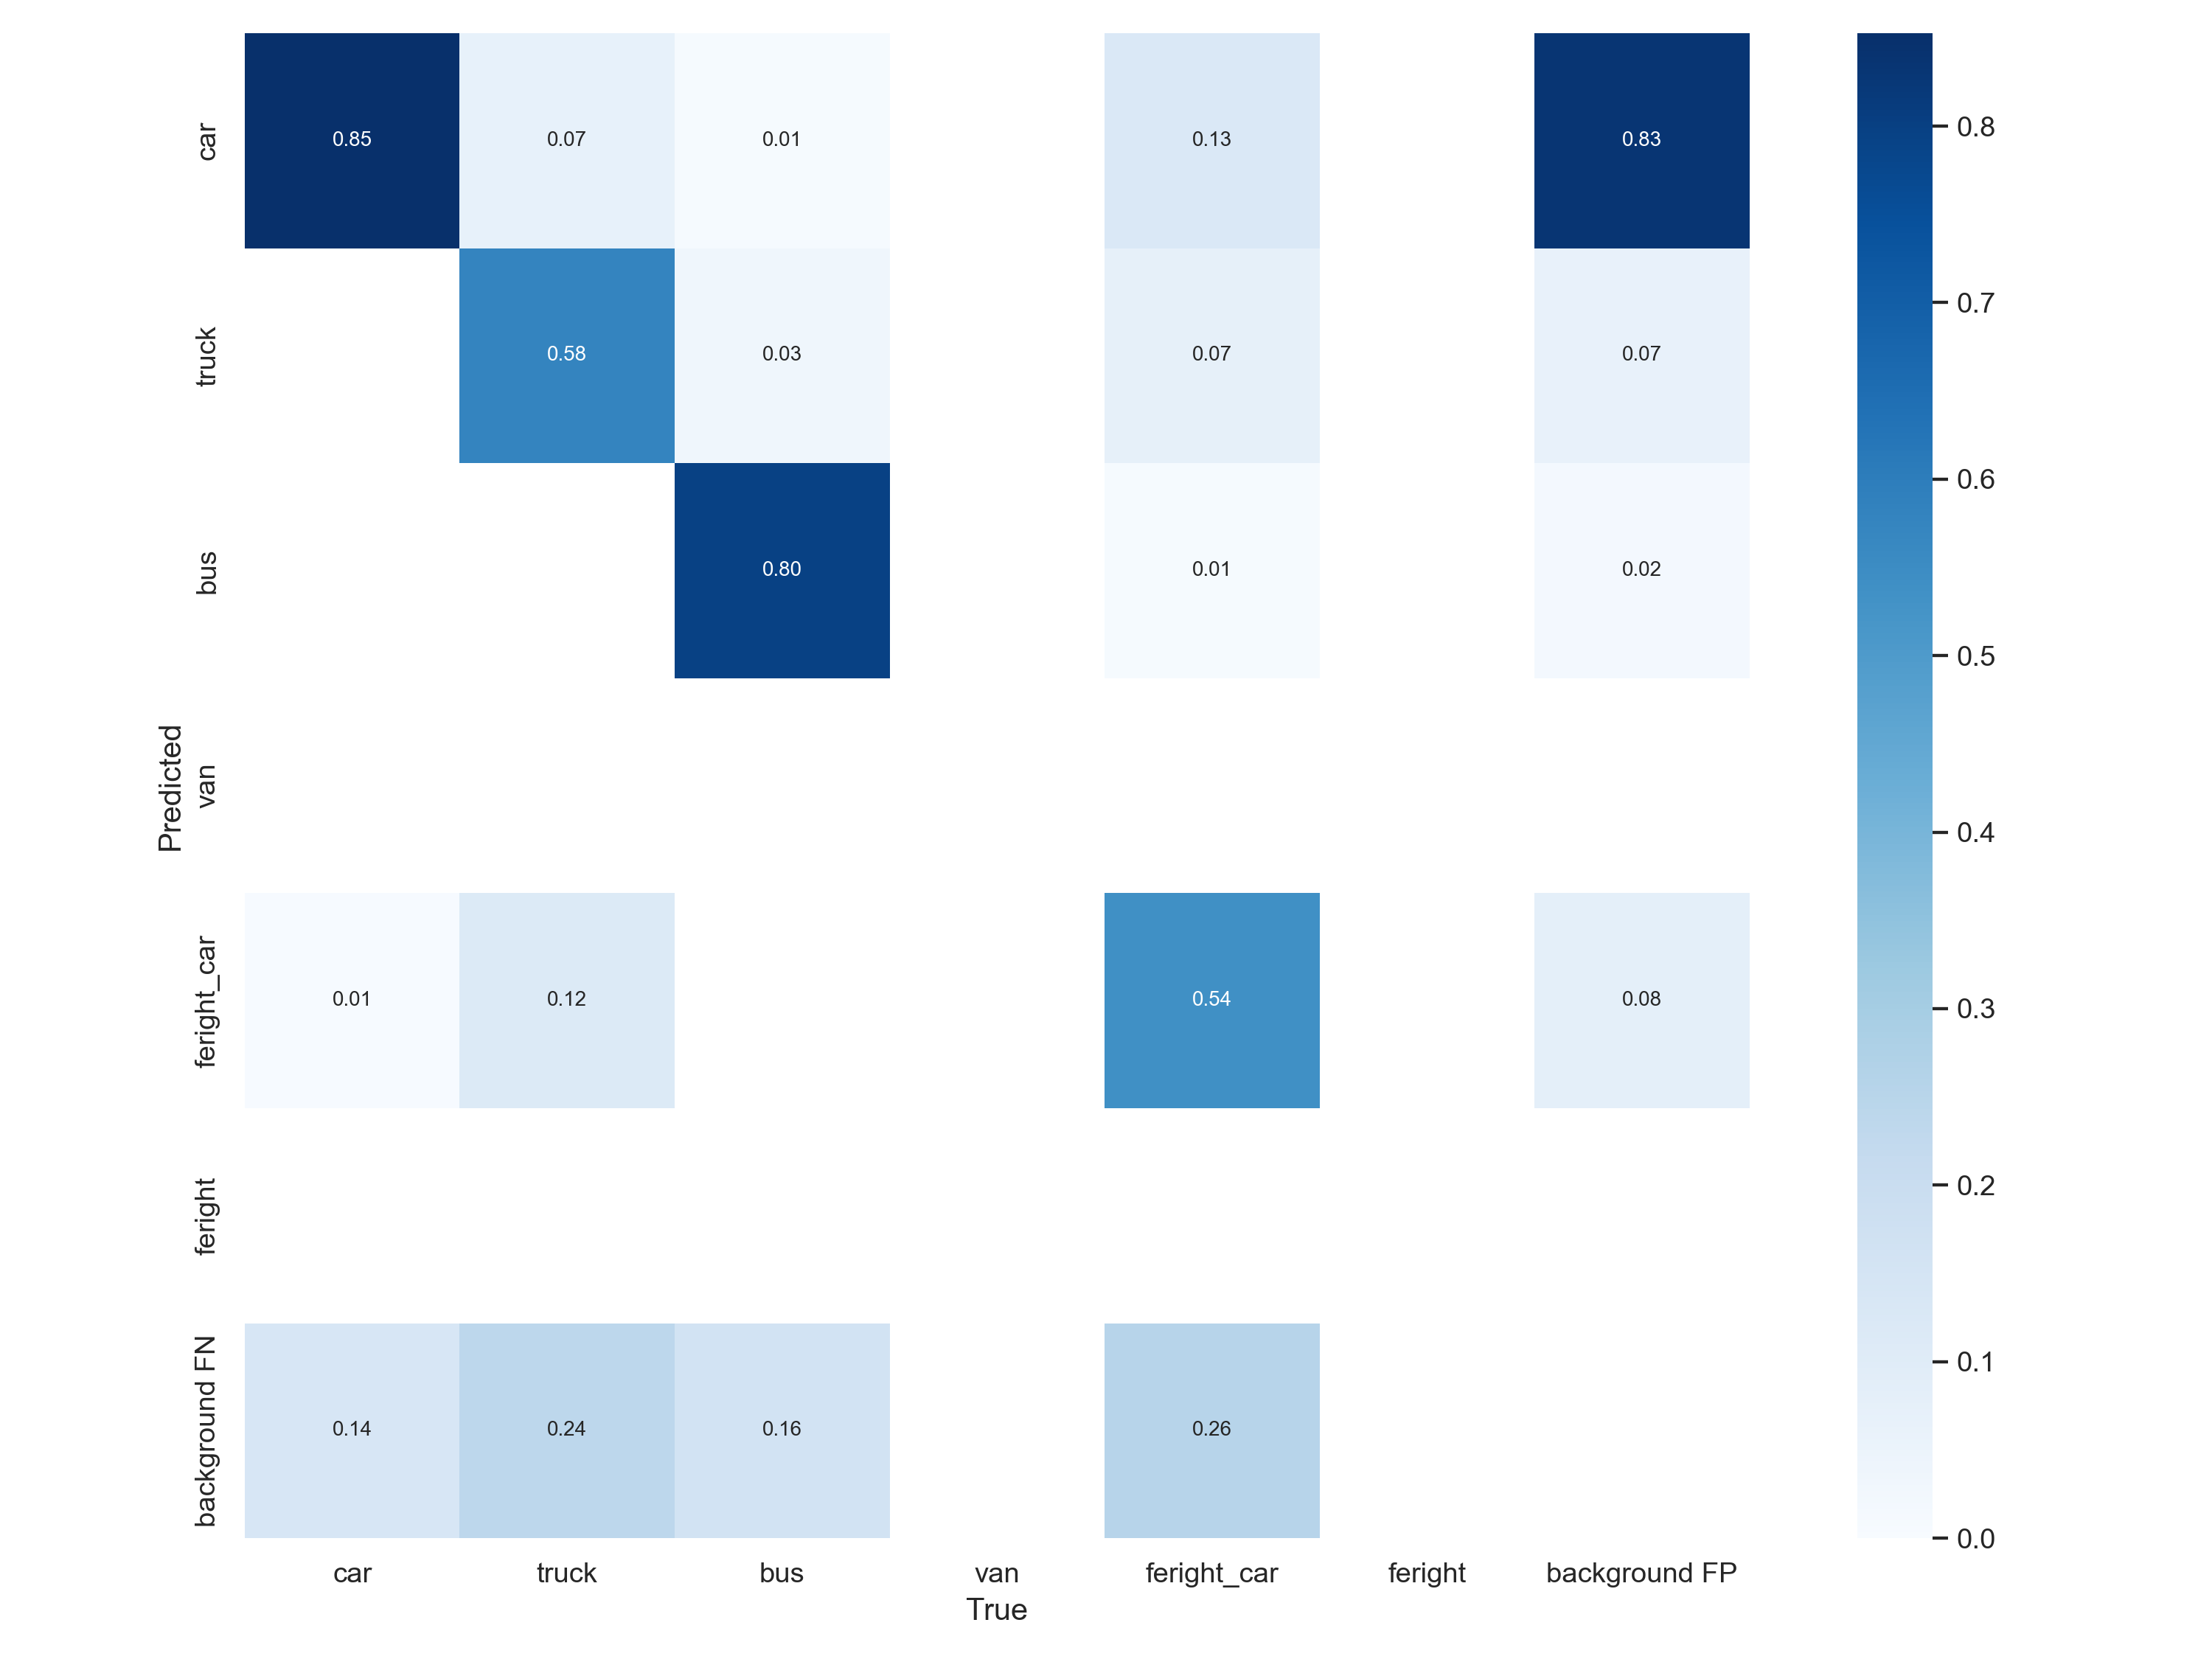 car 0.85 0.07 0.01 0.13 0.83
truck 0.58 0.03 0.07 0.07
bus 0.80 0.01 0.02
Predicted
van
feright_car 0.01 0.12 0.54 0.08
feright
background FN 0.14 0.24 0.16 0.26
car truck bus van feright_car feright background FP
True
0.8
0.7
0.6
0.5
0.4
0.3
0.2
0.1
0.0